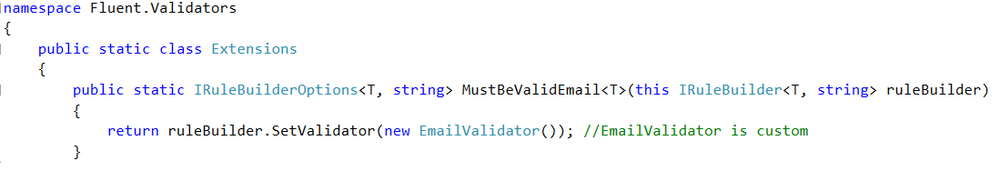 namespace Fluent.Validators
{
    public static class Extensions
    {
        public static IRuleBuilderOptions<T, string> MustBeValidEmail<T>(this IRuleBuilder<T, string> ruleBuilder)
        {
            return ruleBuilder.SetValidator(new EmailValidator()); //EmailValidator is custom
        }